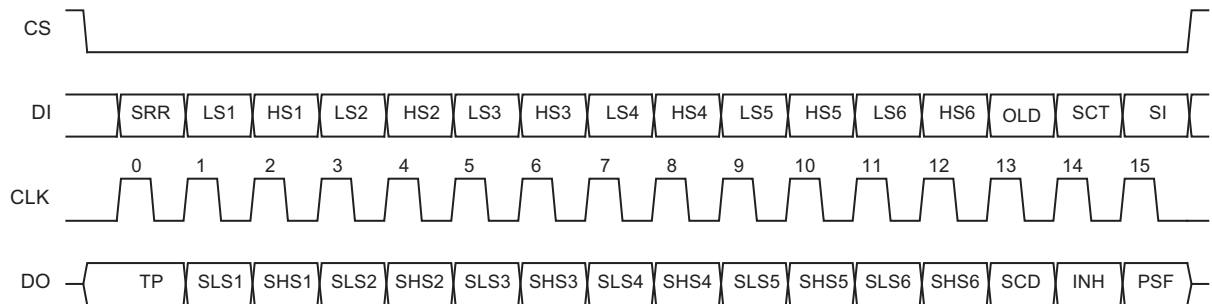 CS
DI SRR LS1 HS1 LS2 HS2 LS3 HS3 LS4 HS4 LS5 HS5 LS6 HS6 OLD SCT SI
0 1 2 3 4 5 6 7 8 9 10 11 12 13 14 15
CLK
DO TP SLS1 SHS1 SLS2 SHS2 SLS3 SHS3 SLS4 SHS4 SLS5 SHS5 SLS6 SHS6 SCD INH PSF